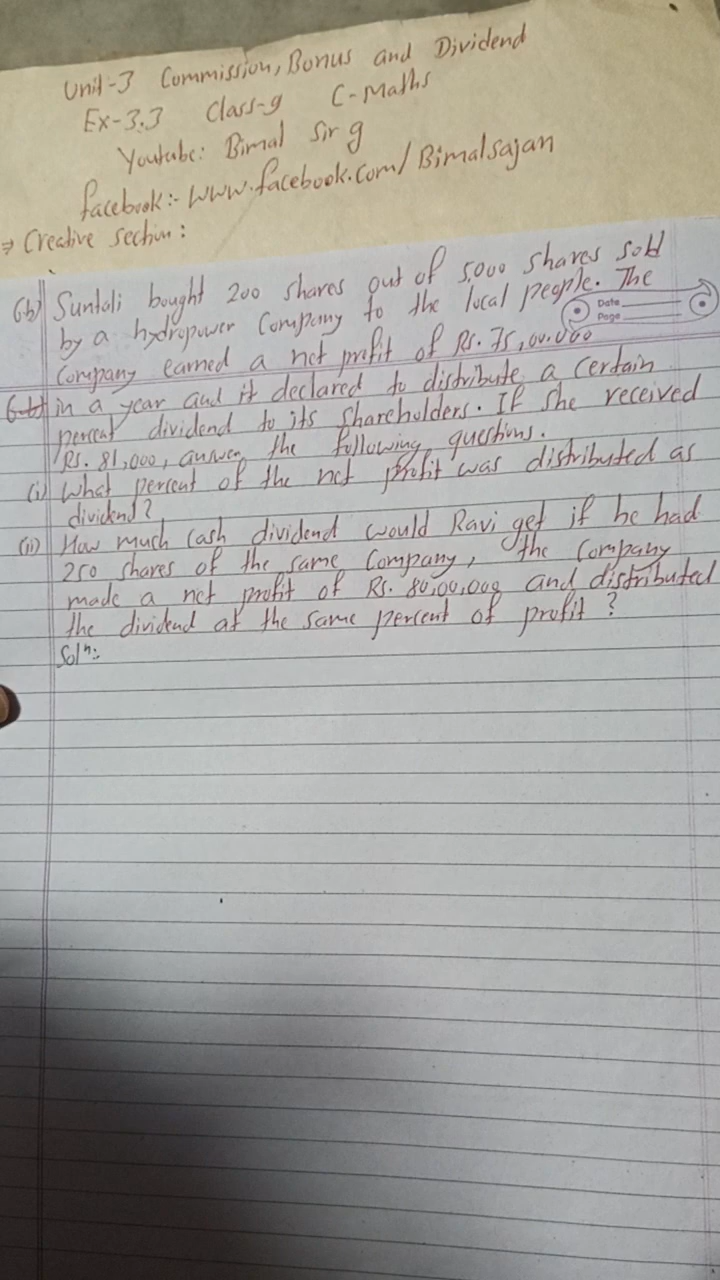 Unit-3 Commission, Bonus and Dividend
Ex-3.3 Class-9 C-Maths
Youtube: Bimal Sir g
facebook:- www.facebook.com/Bimalsajan
⇒ Creative section:
Date
Page
6b) Suntali bought 200 shares out of 5,000 shares sold
by a hydropower Company to the local people. The
Company earned a net profit of Rs. 75,00,000
in a year and it declared to distribute a certain
percent dividend to its shareholders. If she received
Rs. 81,000, answer the following questions.
(i) What percent of the net profit was distributed as
dividend?
(ii) How much cash dividend would Ravi get if he had
250 shares of the same Company, the Company
made a net profit of Rs. 80,00,000 and distributed
the dividend at the same percent of profit?
Solⁿ: